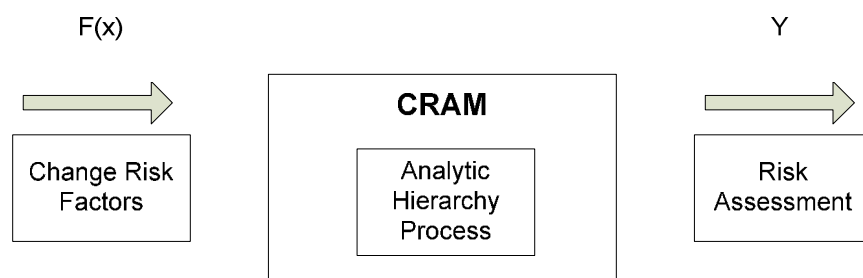 F(x)
Y
CRAM
Change Risk
Factors
Analytic
Hierarchy
Process
Risk
Assessment